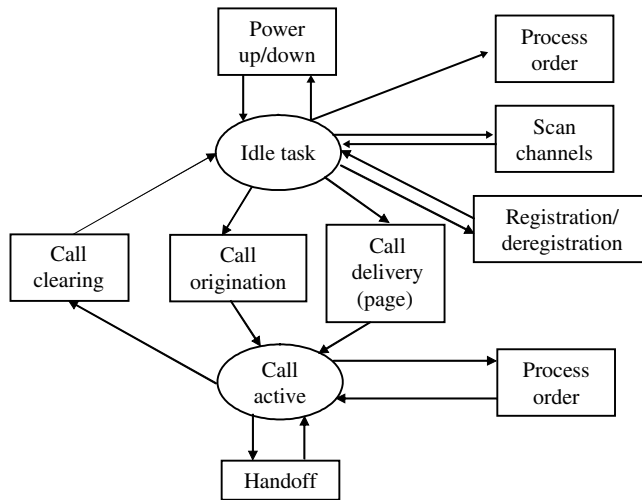 Power
up/down
Process
order
Idle task
Scan
channels
Registration/
deregistration
Call
clearing
Call
origination
Call
delivery
(page)
Call
active
Process
order
Handoff